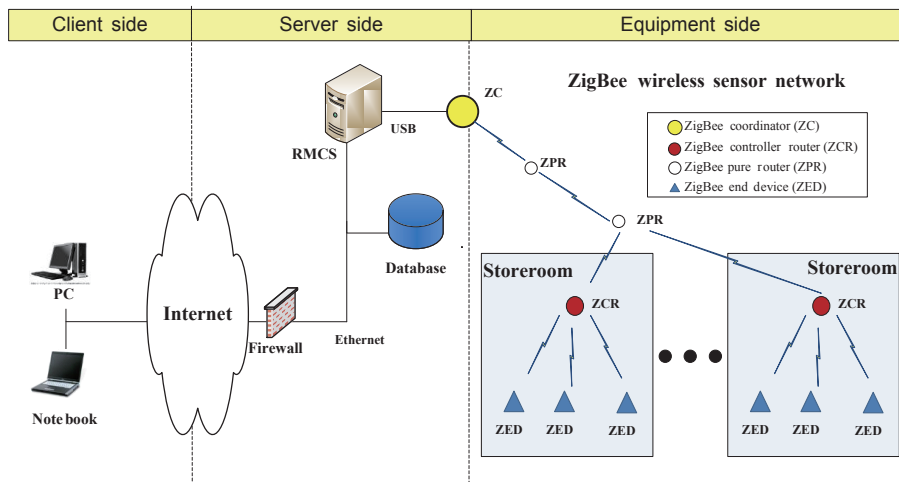 Client side
Server side
Equipment side
ZigBee wireless sensor network
ZC
USB
RMCS
ZigBee coordinator (ZC)
ZigBee controller router (ZCR)
ZigBee pure router (ZPR)
ZigBee end device (ZED)
ZPR
ZPR
Database
PC
Internet
Firewall
Ethernet
Notebook
Storeroom
ZCR
ZED
ZED
ZED
Storeroom
ZCR
ZED
ZED
ZED